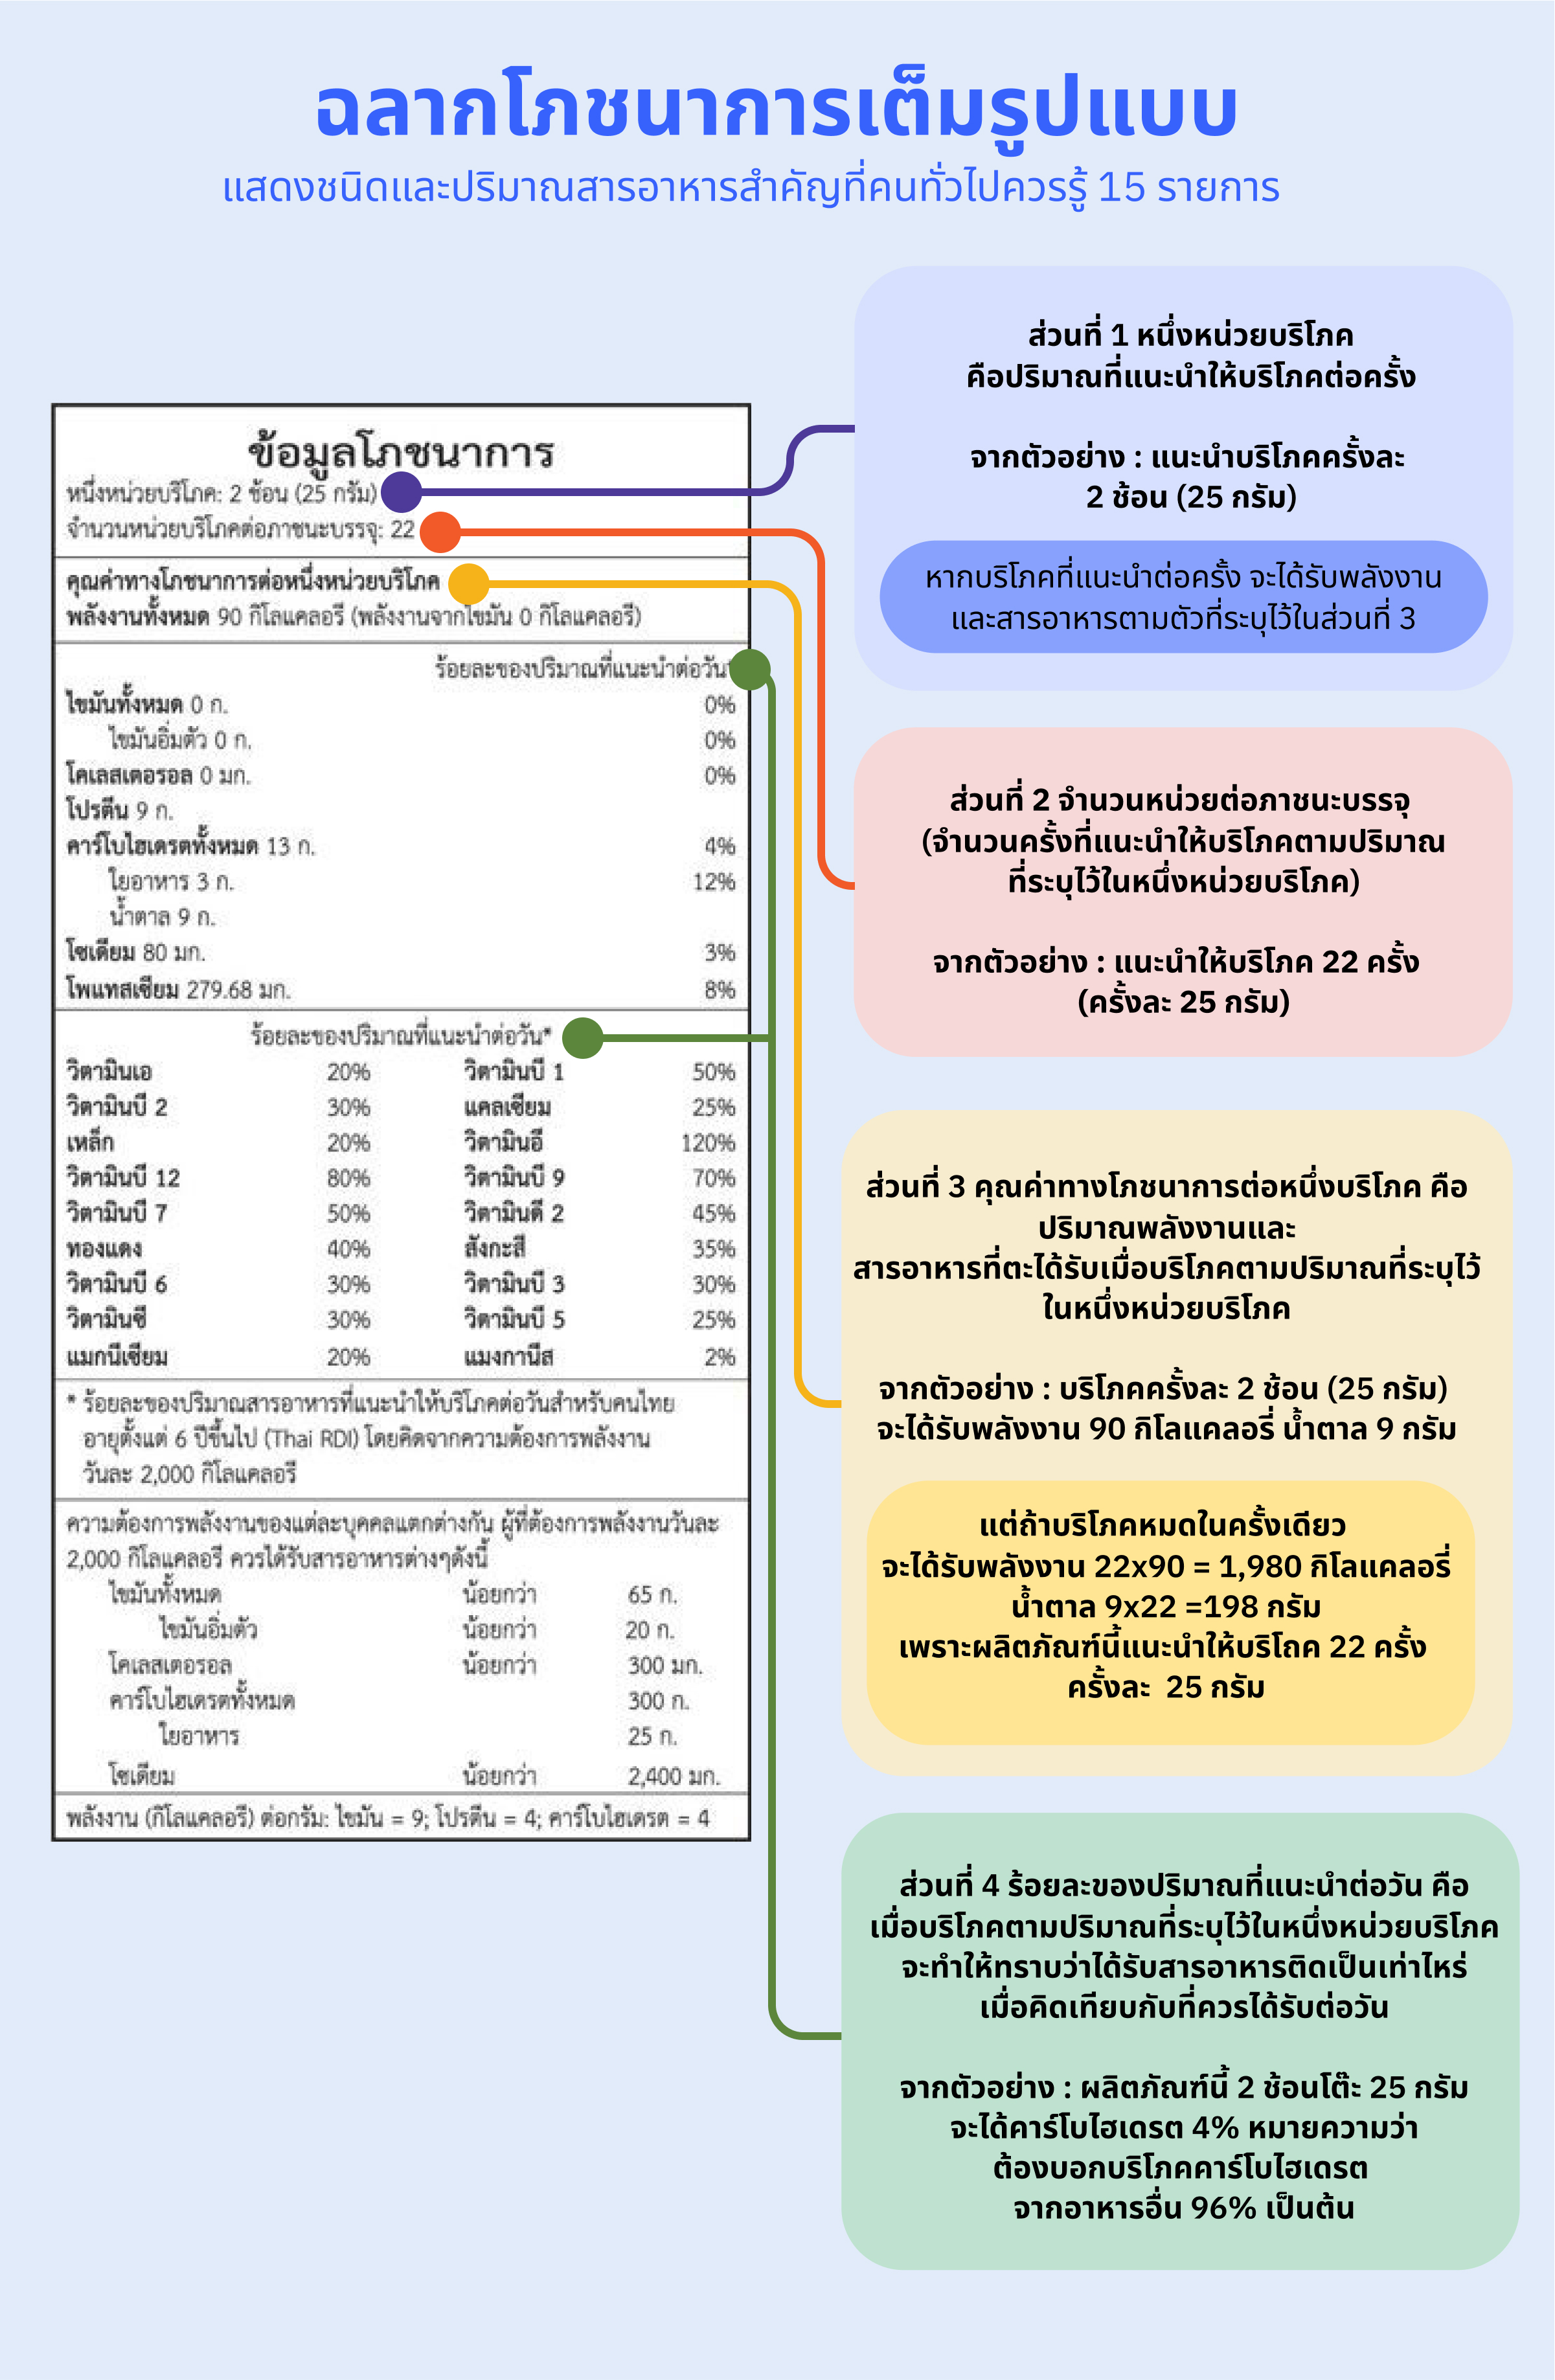 ฉลากโภชนาการเต็มรูปแบบ
แสดงชนิดและปริมาณสารอาหารสำคัญที่คนทั่วไปควรรู้ 15 รายการ
ข้อมูลโภชนาการ
หนึ่งหน่วยบริโภค: 2 ช้อน (25 กรัม)
จำนวนหน่วยบริโภคต่อภาชนะบรรจุ: 22
คุณค่าทางโภชนาการต่อหนึ่งหน่วยบริโภค
พลังงานทั้งหมด 90 กิโลแคลอรี (พลังงานจากไขมัน 0 กิโลแคลอรี)
ร้อยละของปริมาณที่แนะนำต่อวัน*
ไขมันทั้งหมด 0 ก. 0%
ไขมันอิ่มตัว 0 ก. 0%
โคเลสเตอรอล 0 มก. 0%
โปรตีน 9 ก.
คาร์โบไฮเดรตทั้งหมด 13 ก. 4%
ใยอาหาร 3 ก. 12%
น้ำตาล 9 ก.
โซเดียม 80 มก. 3%
โพแทสเซียม 279.68 มก. 8%
ร้อยละของปริมาณที่แนะนำต่อวัน*
วิตามินเอ 20% วิตามินบี 1 50%
วิตามินบี 2 30% แคลเซียม 25%
เหล็ก 20% วิตามินอี 120%
วิตามินบี 12 80% วิตามินบี 9 70%
วิตามินบี 7 50% วิตามินดี 2 45%
ทองแดง 40% สังกะสี 35%
วิตามินบี 6 30% วิตามินบี 3 30%
วิตามินซี 30% วิตามินบี 5 25%
แมกนีเซียม 20% แมงกานีส 2%
* ร้อยละของปริมาณสารอาหารที่แนะนำให้บริโภคต่อวันสำหรับคนไทย
อายุตั้งแต่ 6 ปีขึ้นไป (Thai RDI) โดยคิดจากความต้องการพลังงาน
วันละ 2,000 กิโลแคลอรี
ความต้องการพลังงานของแต่ละบุคคลแตกต่างกัน ผู้ที่ต้องการพลังงานวันละ
2,000 กิโลแคลอรี ควรได้รับสารอาหารต่างๆดังนี้
ไขมันทั้งหมด น้อยกว่า 65 ก.
ไขมันอิ่มตัว น้อยกว่า 20 ก.
โคเลสเตอรอล น้อยกว่า 300 มก.
คาร์โบไฮเดรตทั้งหมด 300 ก.
ใยอาหาร 25 ก.
โซเดียม น้อยกว่า 2,400 มก.
พลังงาน (กิโลแคลอรี) ต่อกรัม: ไขมัน = 9; โปรตีน = 4; คาร์โบไฮเดรต = 4
ส่วนที่ 1 หนึ่งหน่วยบริโภค
คือปริมาณที่แนะนำให้บริโภคต่อครั้ง
จากตัวอย่าง : แนะนำบริโภคครั้งละ
2 ช้อน (25 กรัม)
หากบริโภคที่แนะนำต่อครั้ง จะได้รับพลังงาน
และสารอาหารตามตัวที่ระบุไว้ในส่วนที่ 3
ส่วนที่ 2 จำนวนหน่วยต่อภาชนะบรรจุ
(จำนวนครั้งที่แนะนำให้บริโภคตามปริมาณ
ที่ระบุไว้ในหนึ่งหน่วยบริโภค)
จากตัวอย่าง : แนะนำให้บริโภค 22 ครั้ง
(ครั้งละ 25 กรัม)
ส่วนที่ 3 คุณค่าทางโภชนาการต่อหนึ่งบริโภค คือ
ปริมาณพลังงานและ
สารอาหารที่ตะได้รับเมื่อบริโภคตามปริมาณที่ระบุไว้
ในหนึ่งหน่วยบริโภค
จากตัวอย่าง : บริโภคครั้งละ 2 ช้อน (25 กรัม)
จะได้รับพลังงาน 90 กิโลแคลอรี่ น้ำตาล 9 กรัม
แต่ถ้าบริโภคหมดในครั้งเดียว
จะได้รับพลังงาน 22x90 = 1,980 กิโลแคลอรี่
น้ำตาล 9x22 =198 กรัม
เพราะผลิตภัณฑ์นี้แนะนำให้บริโถค 22 ครั้ง
ครั้งละ 25 กรัม
ส่วนที่ 4 ร้อยละของปริมาณที่แนะนำต่อวัน คือ
เมื่อบริโภคตามปริมาณที่ระบุไว้ในหนึ่งหน่วยบริโภค
จะทำให้ทราบว่าได้รับสารอาหารติดเป็นเท่าไหร่
เมื่อคิดเทียบกับที่ควรได้รับต่อวัน
จากตัวอย่าง : ผลิตภัณฑ์นี้ 2 ช้อนโต๊ะ 25 กรัม
จะได้คาร์โบไฮเดรต 4% หมายความว่า
ต้องบอกบริโภคคาร์โบไฮเดรต
จากอาหารอื่น 96% เป็นต้น